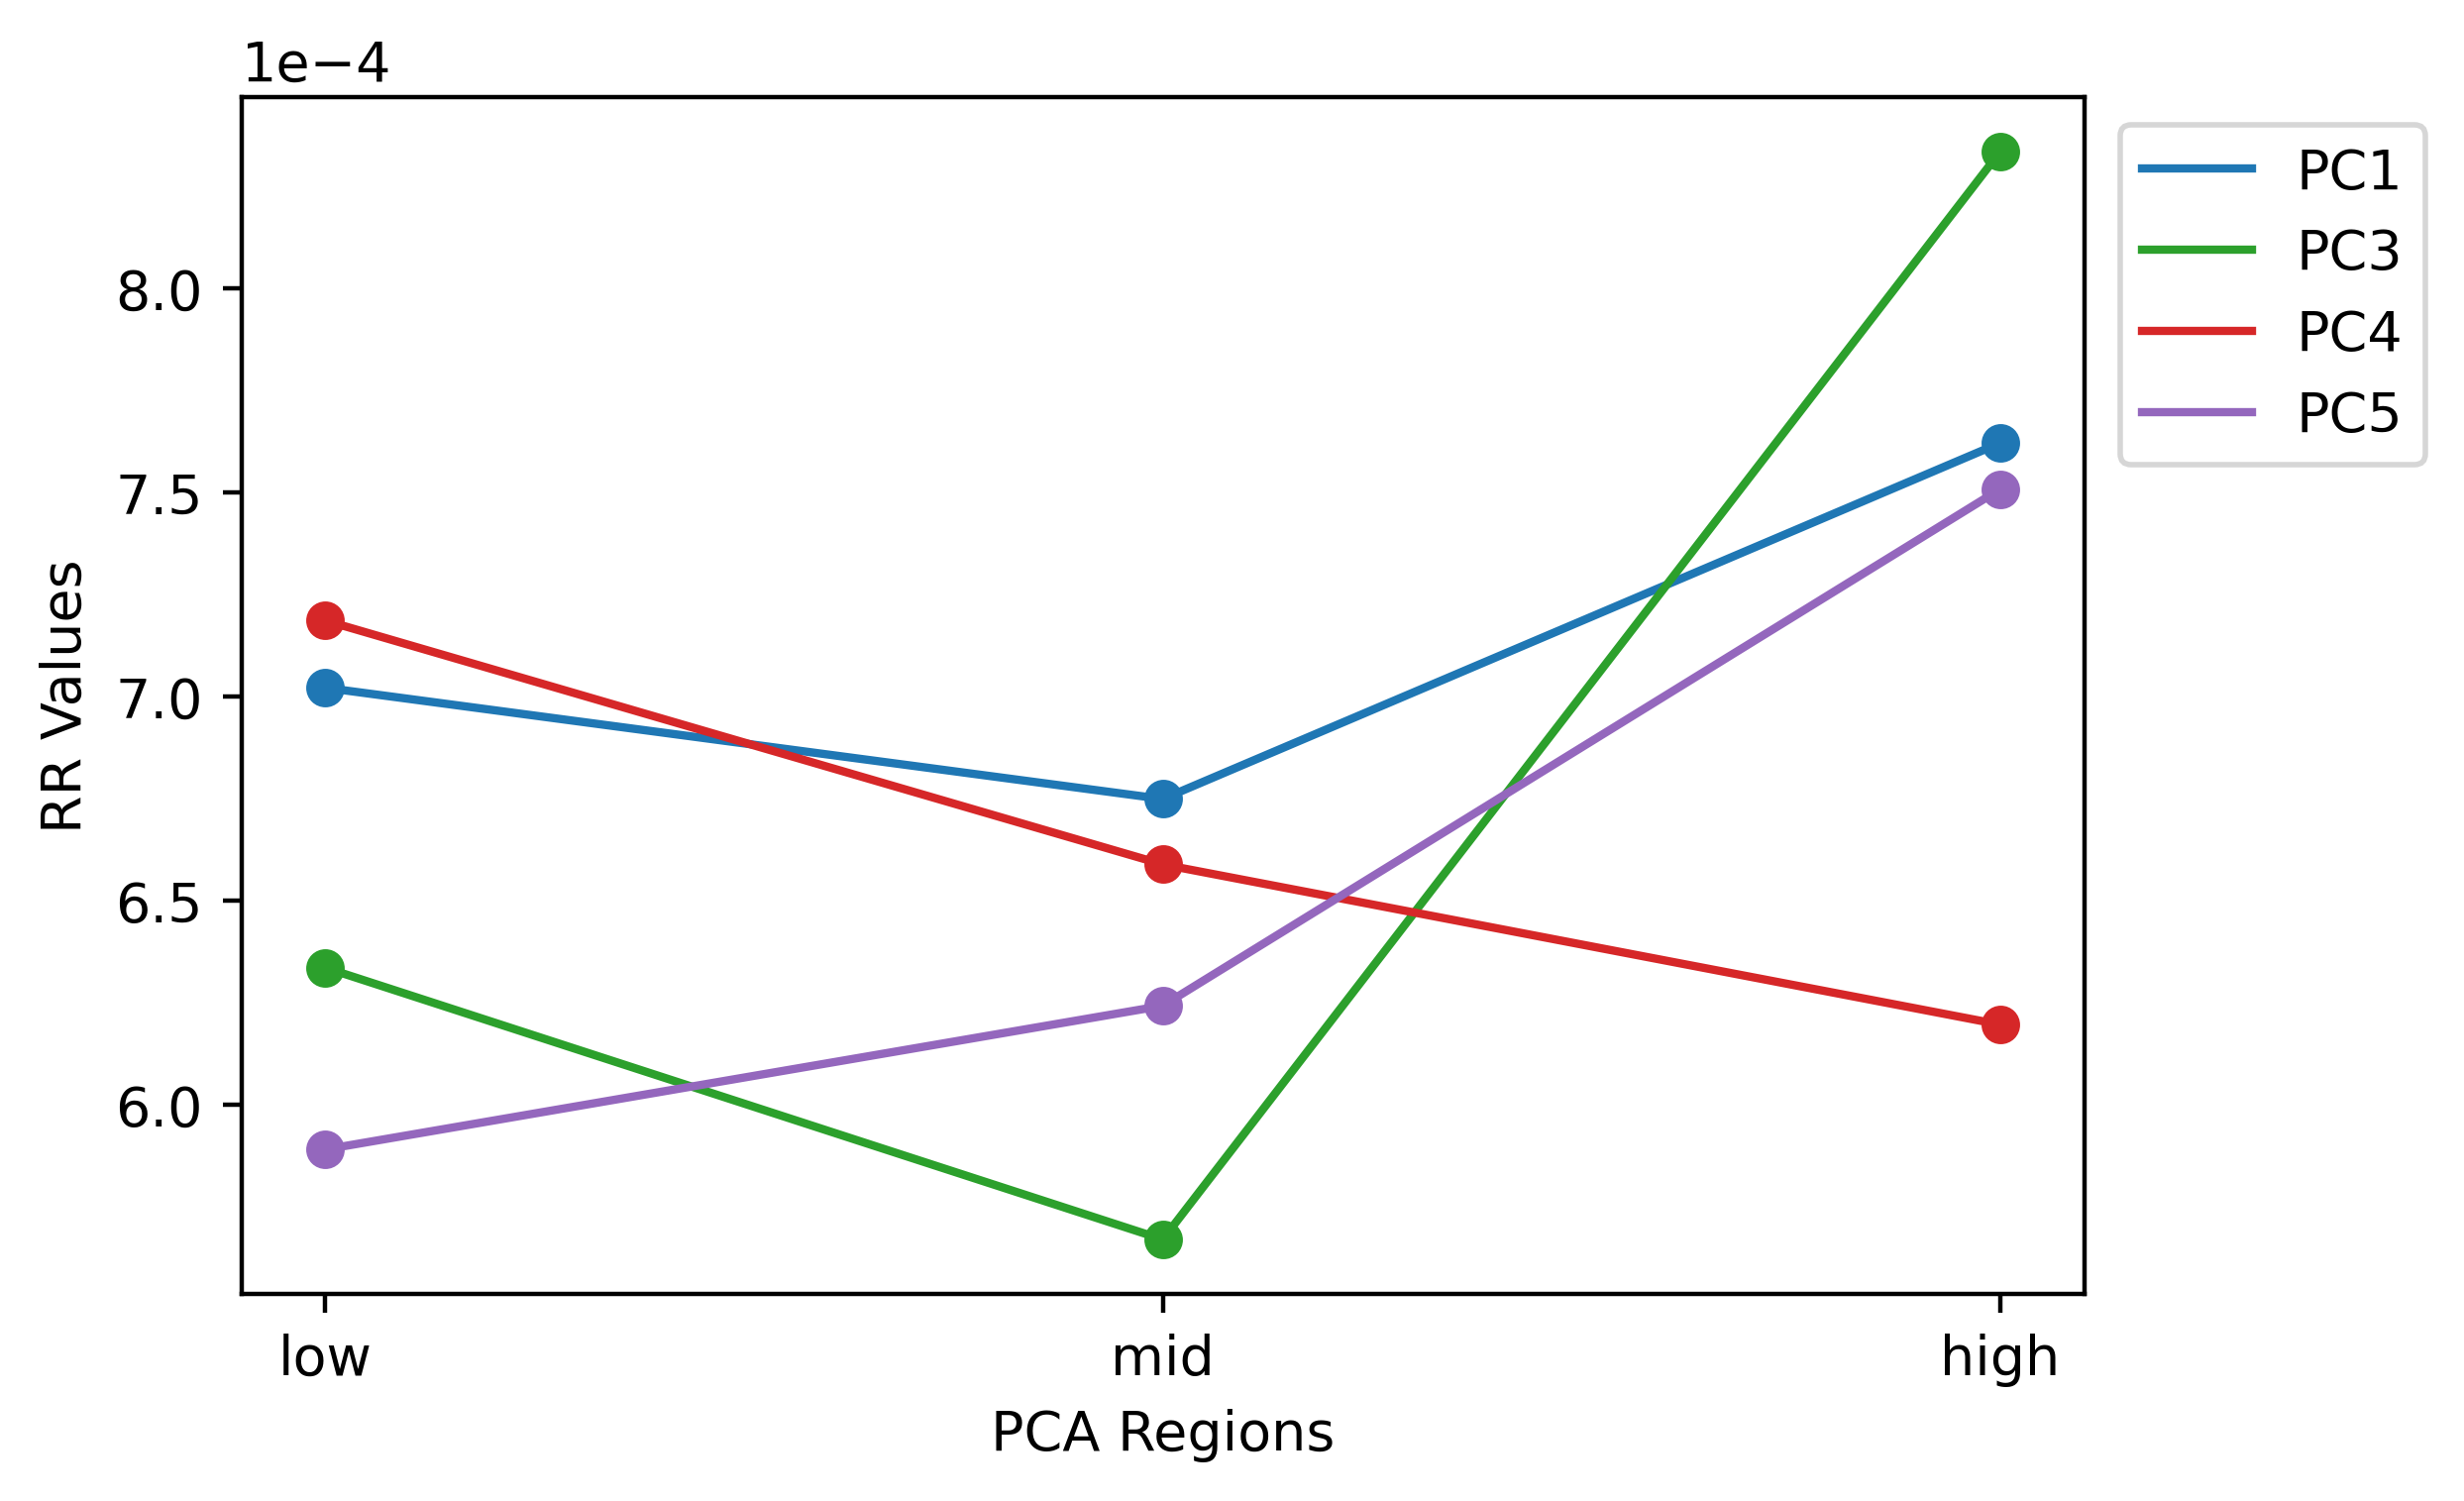 1e−4
8.0
7.5
7.0
6.5
6.0
RR Values
low
mid
high
PCA Regions
PC1
PC3
PC4
PC5